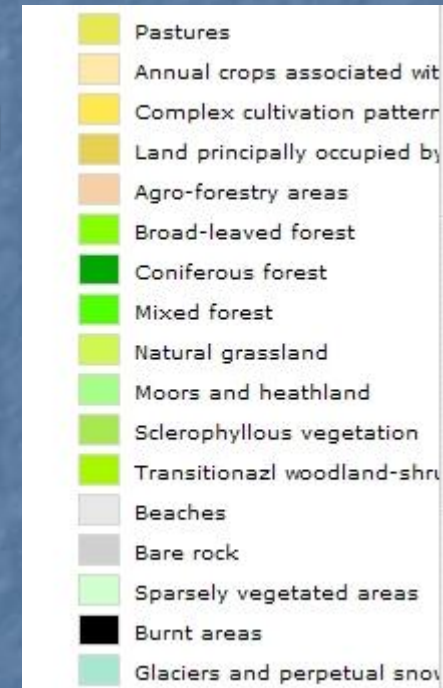 Pastures
Annual crops associated wit
Complex cultivation pattern
Land principally occupied by
Agro-forestry areas
Broad-leaved forest
Coniferous forest
Mixed forest
Natural grassland
Moors and heathland
Sclerophyllous vegetation
Transitionazl woodland-shru
Beaches
Bare rock
Sparsely vegetated areas
Burnt areas
Glaciers and perpetual snow